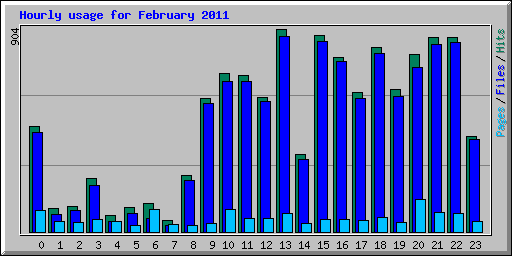 Hourly usage for February 2011
904
Pages/Files/Hits
0 1 2 3 4 5 6 7 8 9 10 11 12 13 14 15 16 17 18 19 20 21 22 23